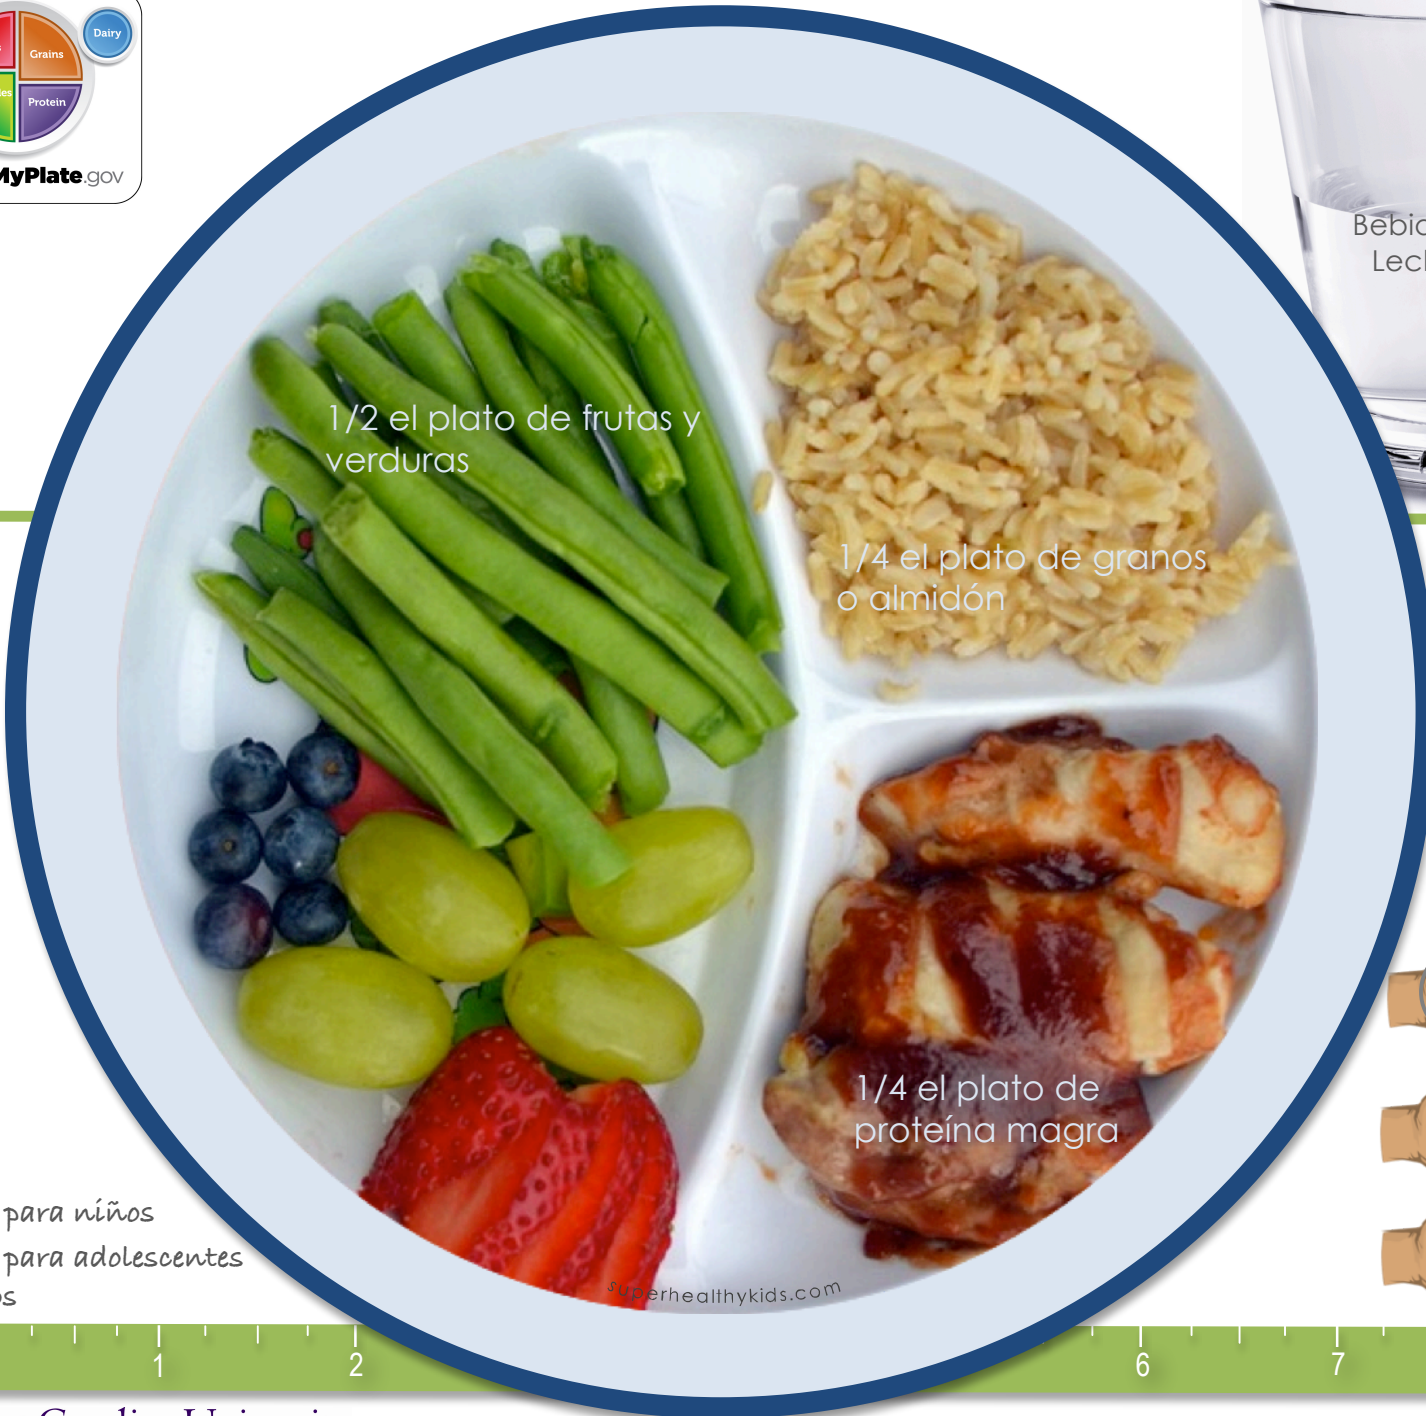 Dairy
Grains
Protein
MyPlate.gov
1/2 el plato de frutas y
verduras
1/4 el plato de granos
o almidón
1/4 el plato de
proteína magra
para niños
para adolescentes
superhealthykids.com
1
2
6
7